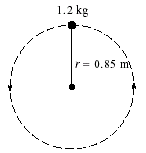 1.2 kg
r = 0.85 m